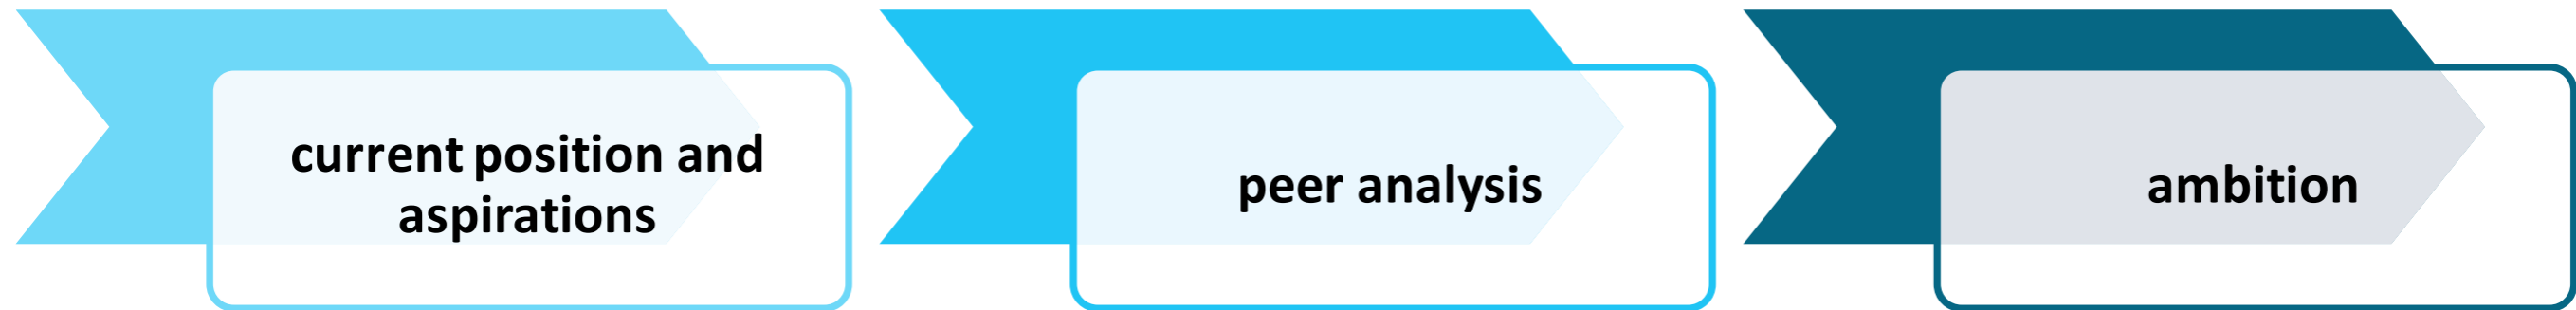 current position and
aspirations
peer analysis
ambition